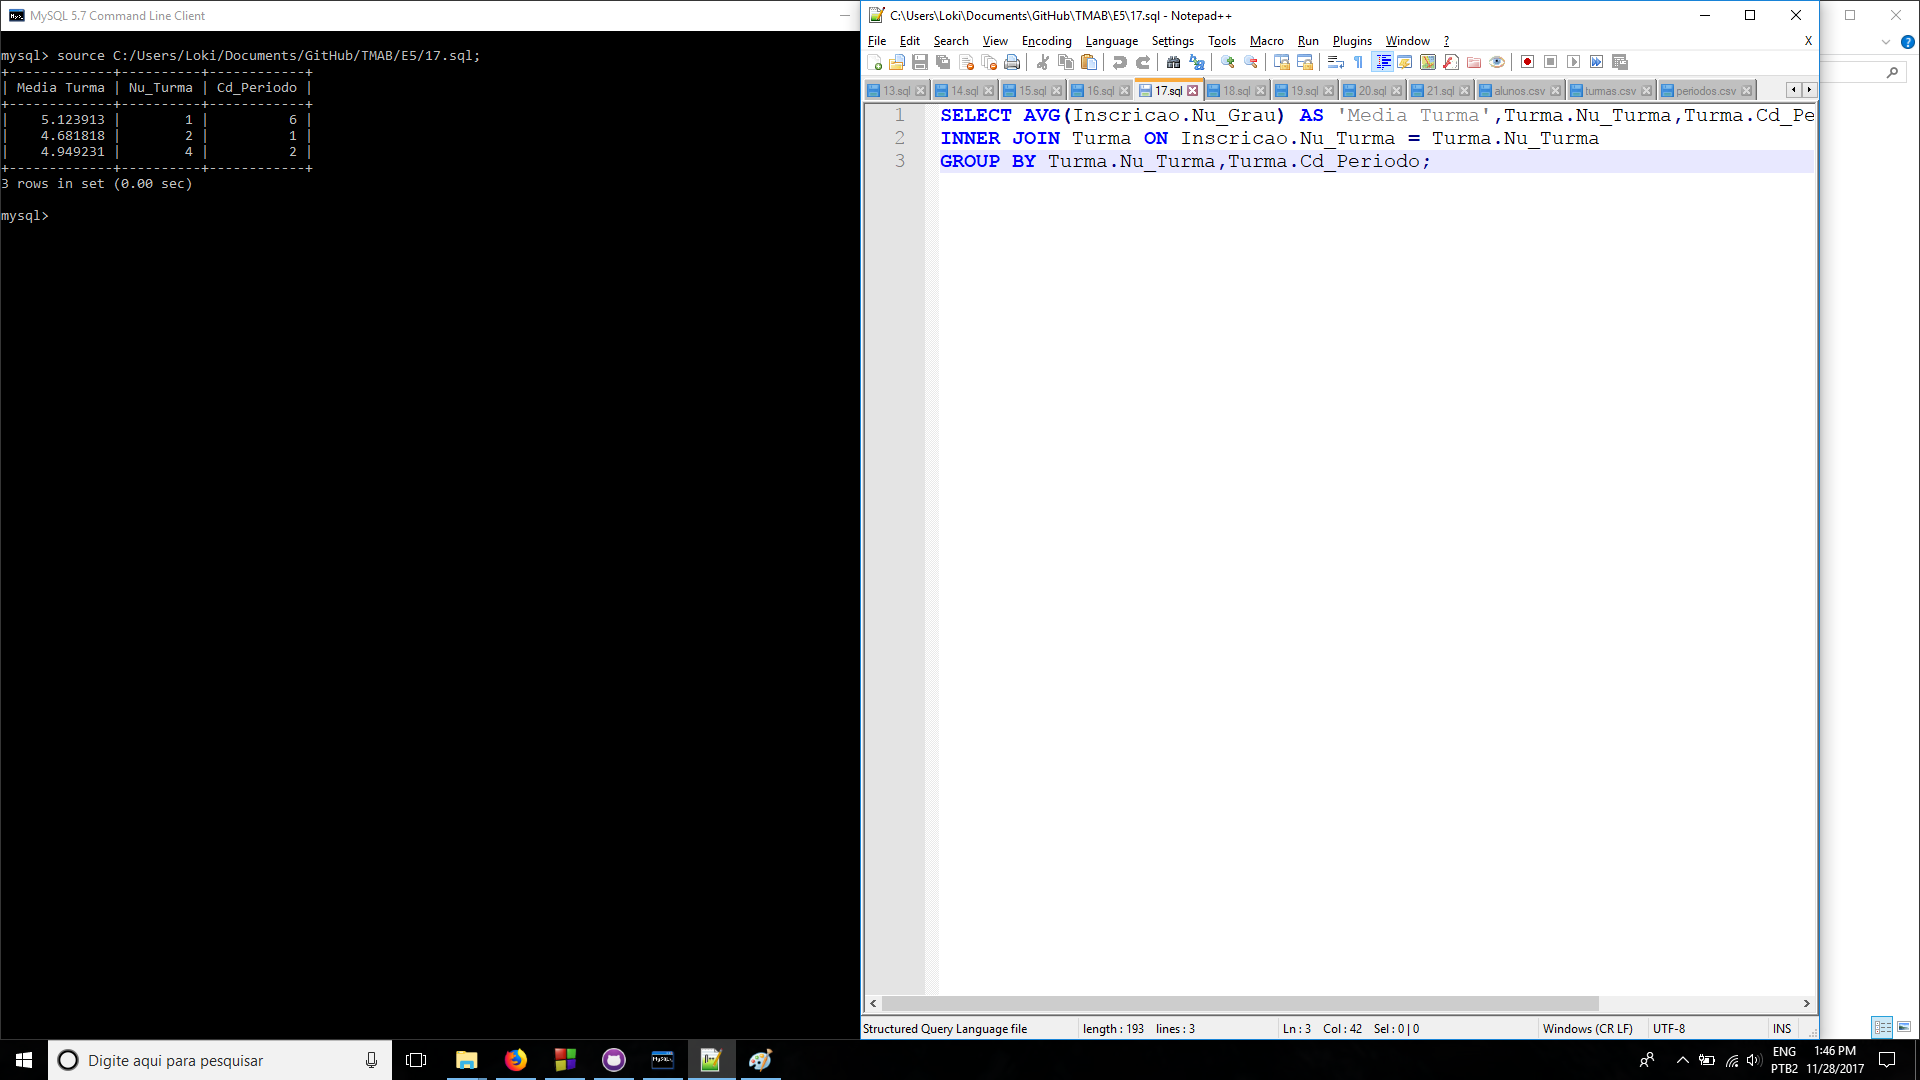 MySQL 5.7 Command Line Client
mysql> source C:/Users/Loki/Documents/GitHub/TMAB/E5/17.sql;
+-------------+----------+------------+
| Media Turma | Nu_Turma | Cd_Periodo |
+-------------+----------+------------+
|    5.123913 |        1 |          6 |
|    4.681818 |        2 |          1 |
|    4.949231 |        4 |          2 |
+-------------+----------+------------+
3 rows in set (0.00 sec)
mysql>
C:\Users\Loki\Documents\GitHub\TMAB\E5\17.sql - Notepad++
File Edit Search View Encoding Language Settings Tools Macro Run Plugins Window ? X
13.sql 14.sql 15.sql 16.sql 17.sql 18.sql 19.sql 20.sql 21.sql alunos.csv turmas.csv periodos.csv
1 SELECT AVG(Inscricao.Nu_Grau) AS 'Media Turma',Turma.Nu_Turma,Turma.Cd_Pe
2 INNER JOIN Turma ON Inscricao.Nu_Turma = Turma.Nu_Turma
3 GROUP BY Turma.Nu_Turma,Turma.Cd_Periodo;
Structured Query Language file length : 193 lines : 3 Ln : 3 Col : 42 Sel : 0 | 0 Windows (CR LF) UTF-8 INS
Digite aqui para pesquisar
ENG 1:46 PM
PTB2 11/28/2017